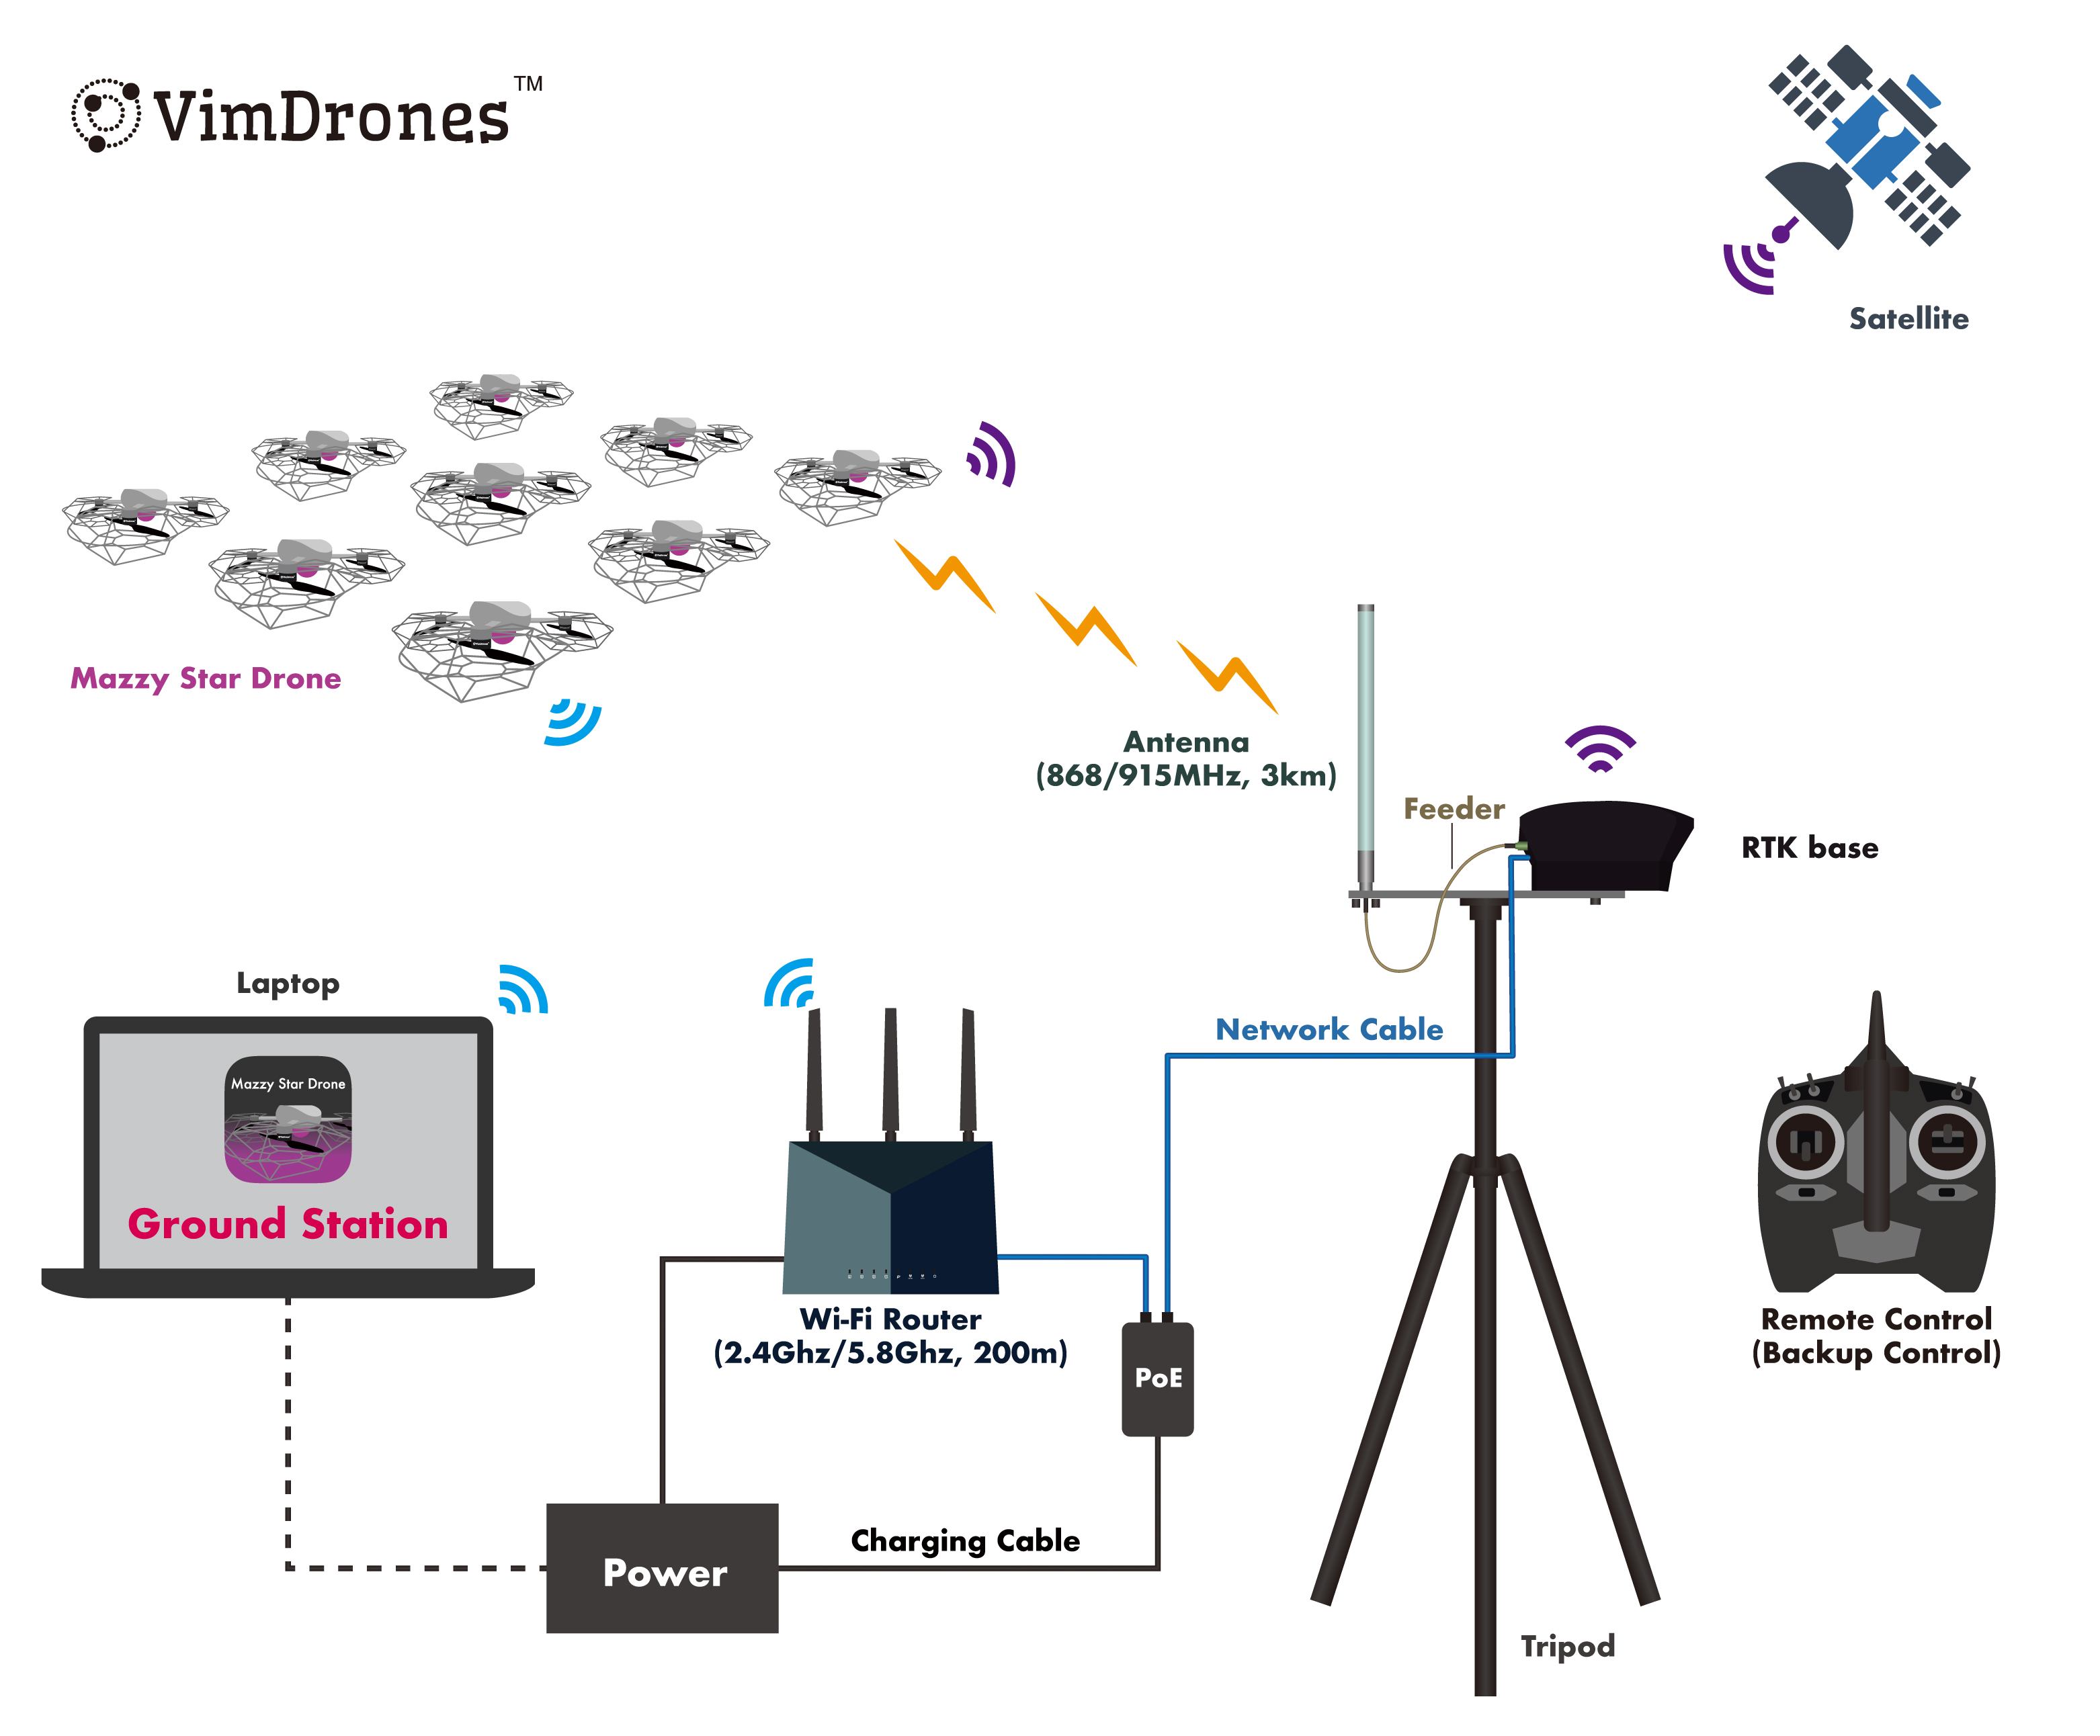 VimDrones™
Satellite
Mazzy Star Drone
Antenna
(868/915MHz, 3km)
Feeder
RTK base
Laptop
Network Cable
Mazzy Star Drone
Ground Station
Wi-Fi Router
(2.4Ghz/5.8Ghz, 200m)
PoE
Remote Control
(Backup Control)
Charging Cable
Power
Tripod